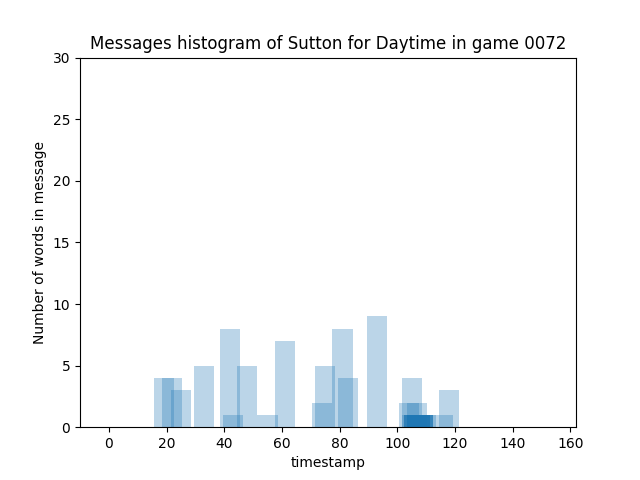 Messages histogram of Sutton for Daytime in game 0072
30
25
20
15
10
5
0
Number of words in message
0 20 40 60 80 100 120 140 160
timestamp